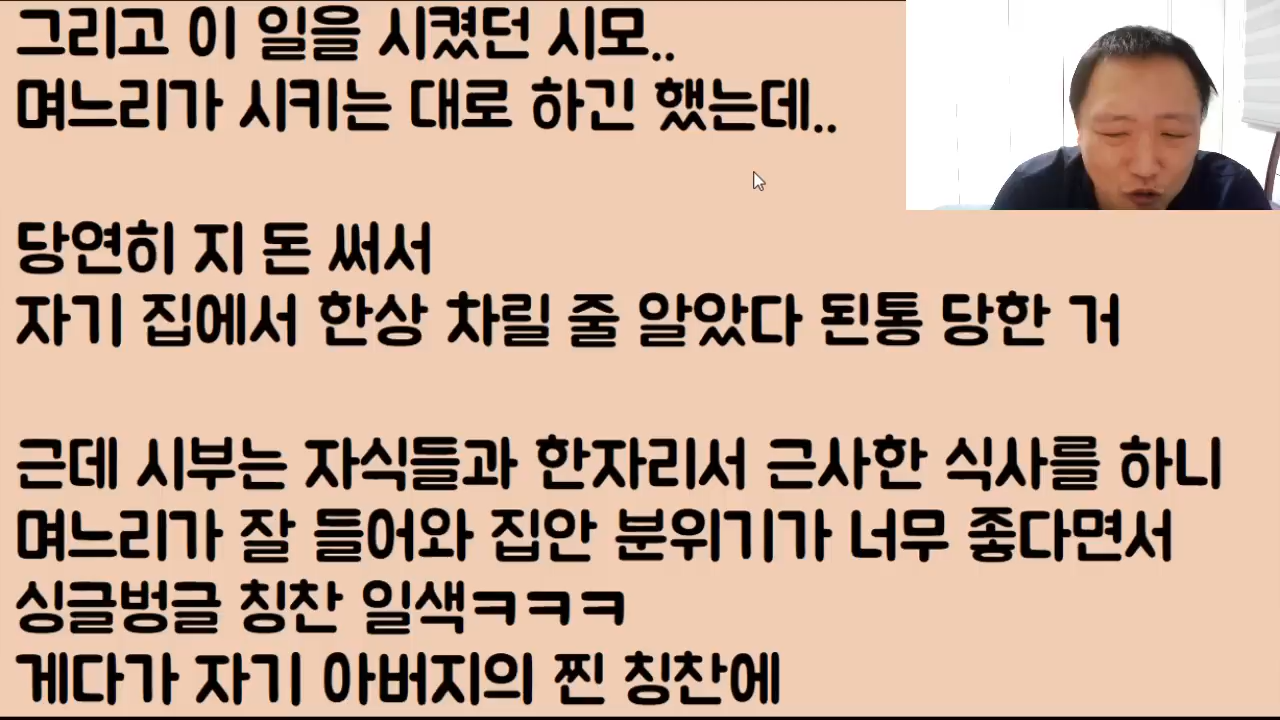 그리고 이 일을 시켰던 시모..
며느리가 시키는 대로 하긴 했는데..
당연히 지 돈 써서
자기 집에서 한상 차릴 줄 알았다 된통 당한 거
근데 시부는 자식들과 한자리서 근사한 식사를 하니
며느리가 잘 들어와 집안 분위기가 너무 좋다면서
싱글벙글 칭찬 일색ㅋㅋㅋ
게다가 자기 아버지의 찐 칭찬에